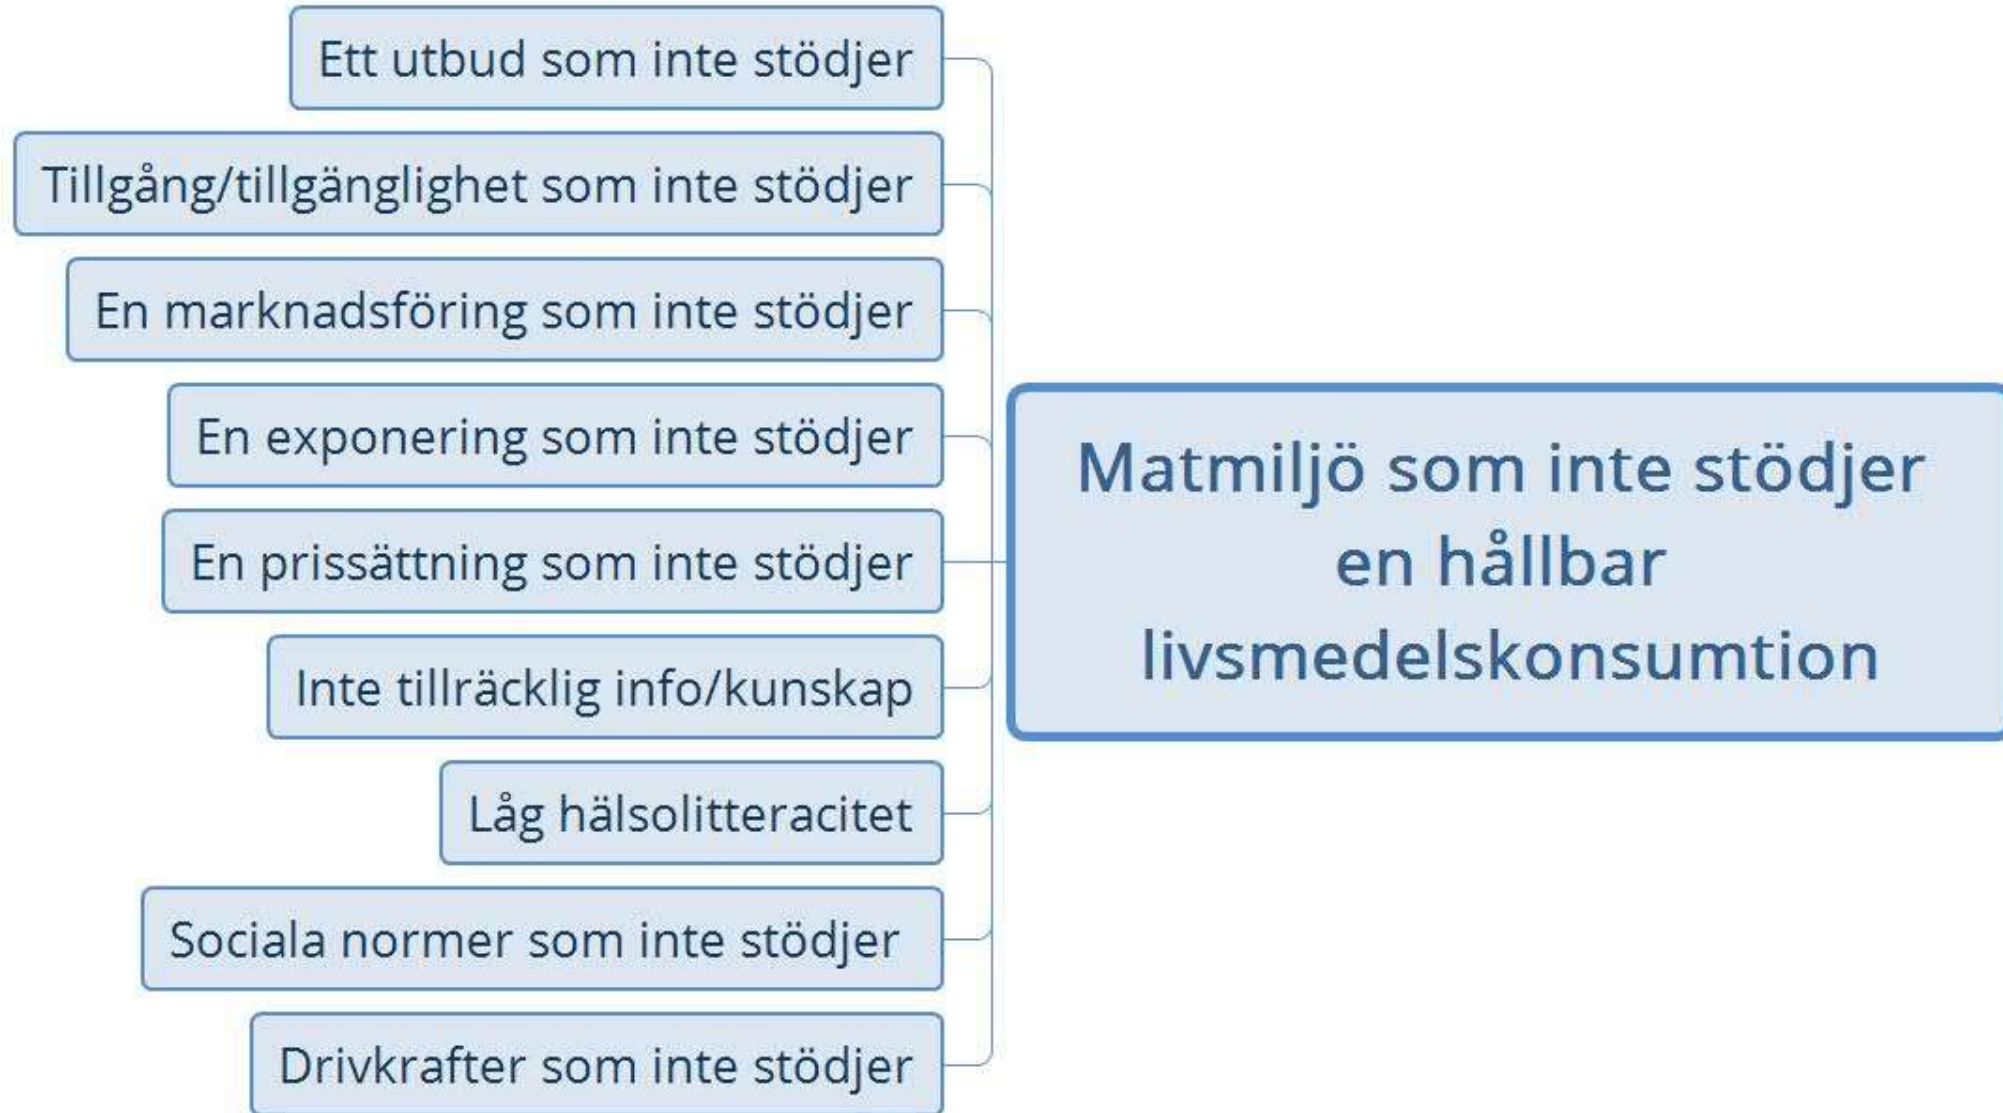 Ett utbud som inte stödjer
Tillgång/tillgänglighet som inte stödjer
En marknadsföring som inte stödjer
En exponering som inte stödjer
En prissättning som inte stödjer
Inte tillräcklig info/kunskap
Låg hälsolitteracitet
Sociala normer som inte stödjer
Drivkrafter som inte stödjer
Matmiljö som inte stödjer
en hållbar
livsmedelskonsumtion